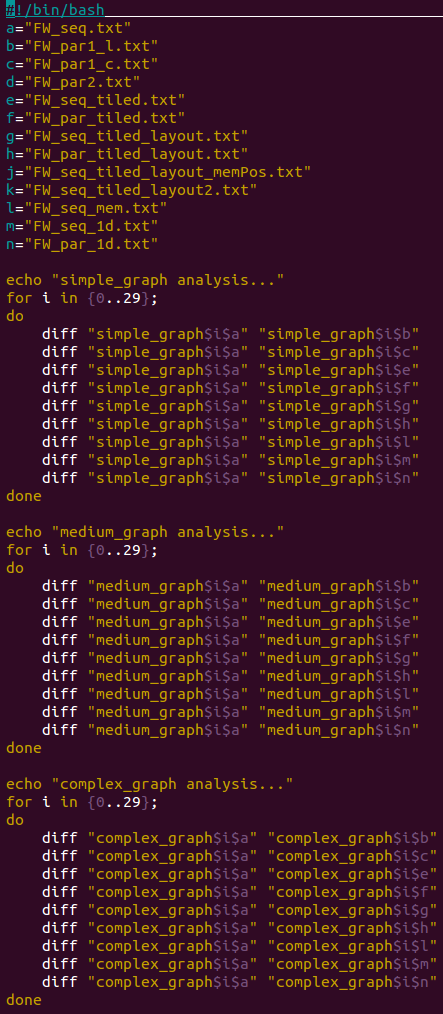 #!/bin/bash
a="FW_seq.txt"
b="FW_par1_l.txt"
c="FW_par1_c.txt"
d="FW_par2.txt"
e="FW_seq_tiled.txt"
f="FW_par_tiled.txt"
g="FW_seq_tiled_layout.txt"
h="FW_par_tiled_layout.txt"
j="FW_seq_tiled_layout_memPos.txt"
k="FW_seq_tiled_layout2.txt"
l="FW_seq_mem.txt"
m="FW_seq_1d.txt"
n="FW_par_1d.txt"

echo "simple_graph analysis..."
for i in {0..29};
do
    diff "simple_graph$i$a" "simple_graph$i$b"
    diff "simple_graph$i$a" "simple_graph$i$c"
    diff "simple_graph$i$a" "simple_graph$i$e"
    diff "simple_graph$i$a" "simple_graph$i$f"
    diff "simple_graph$i$a" "simple_graph$i$g"
    diff "simple_graph$i$a" "simple_graph$i$h"
    diff "simple_graph$i$a" "simple_graph$i$l"
    diff "simple_graph$i$a" "simple_graph$i$m"
    diff "simple_graph$i$a" "simple_graph$i$n"
done

echo "medium_graph analysis..."
for i in {0..29};
do
    diff "medium_graph$i$a" "medium_graph$i$b"
    diff "medium_graph$i$a" "medium_graph$i$c"
    diff "medium_graph$i$a" "medium_graph$i$e"
    diff "medium_graph$i$a" "medium_graph$i$f"
    diff "medium_graph$i$a" "medium_graph$i$g"
    diff "medium_graph$i$a" "medium_graph$i$h"
    diff "medium_graph$i$a" "medium_graph$i$l"
    diff "medium_graph$i$a" "medium_graph$i$m"
    diff "medium_graph$i$a" "medium_graph$i$n"
done

echo "complex_graph analysis..."
for i in {0..29};
do
    diff "complex_graph$i$a" "complex_graph$i$b"
    diff "complex_graph$i$a" "complex_graph$i$c"
    diff "complex_graph$i$a" "complex_graph$i$e"
    diff "complex_graph$i$a" "complex_graph$i$f"
    diff "complex_graph$i$a" "complex_graph$i$g"
    diff "complex_graph$i$a" "complex_graph$i$h"
    diff "complex_graph$i$a" "complex_graph$i$l"
    diff "complex_graph$i$a" "complex_graph$i$m"
    diff "complex_graph$i$a" "complex_graph$i$n"
done